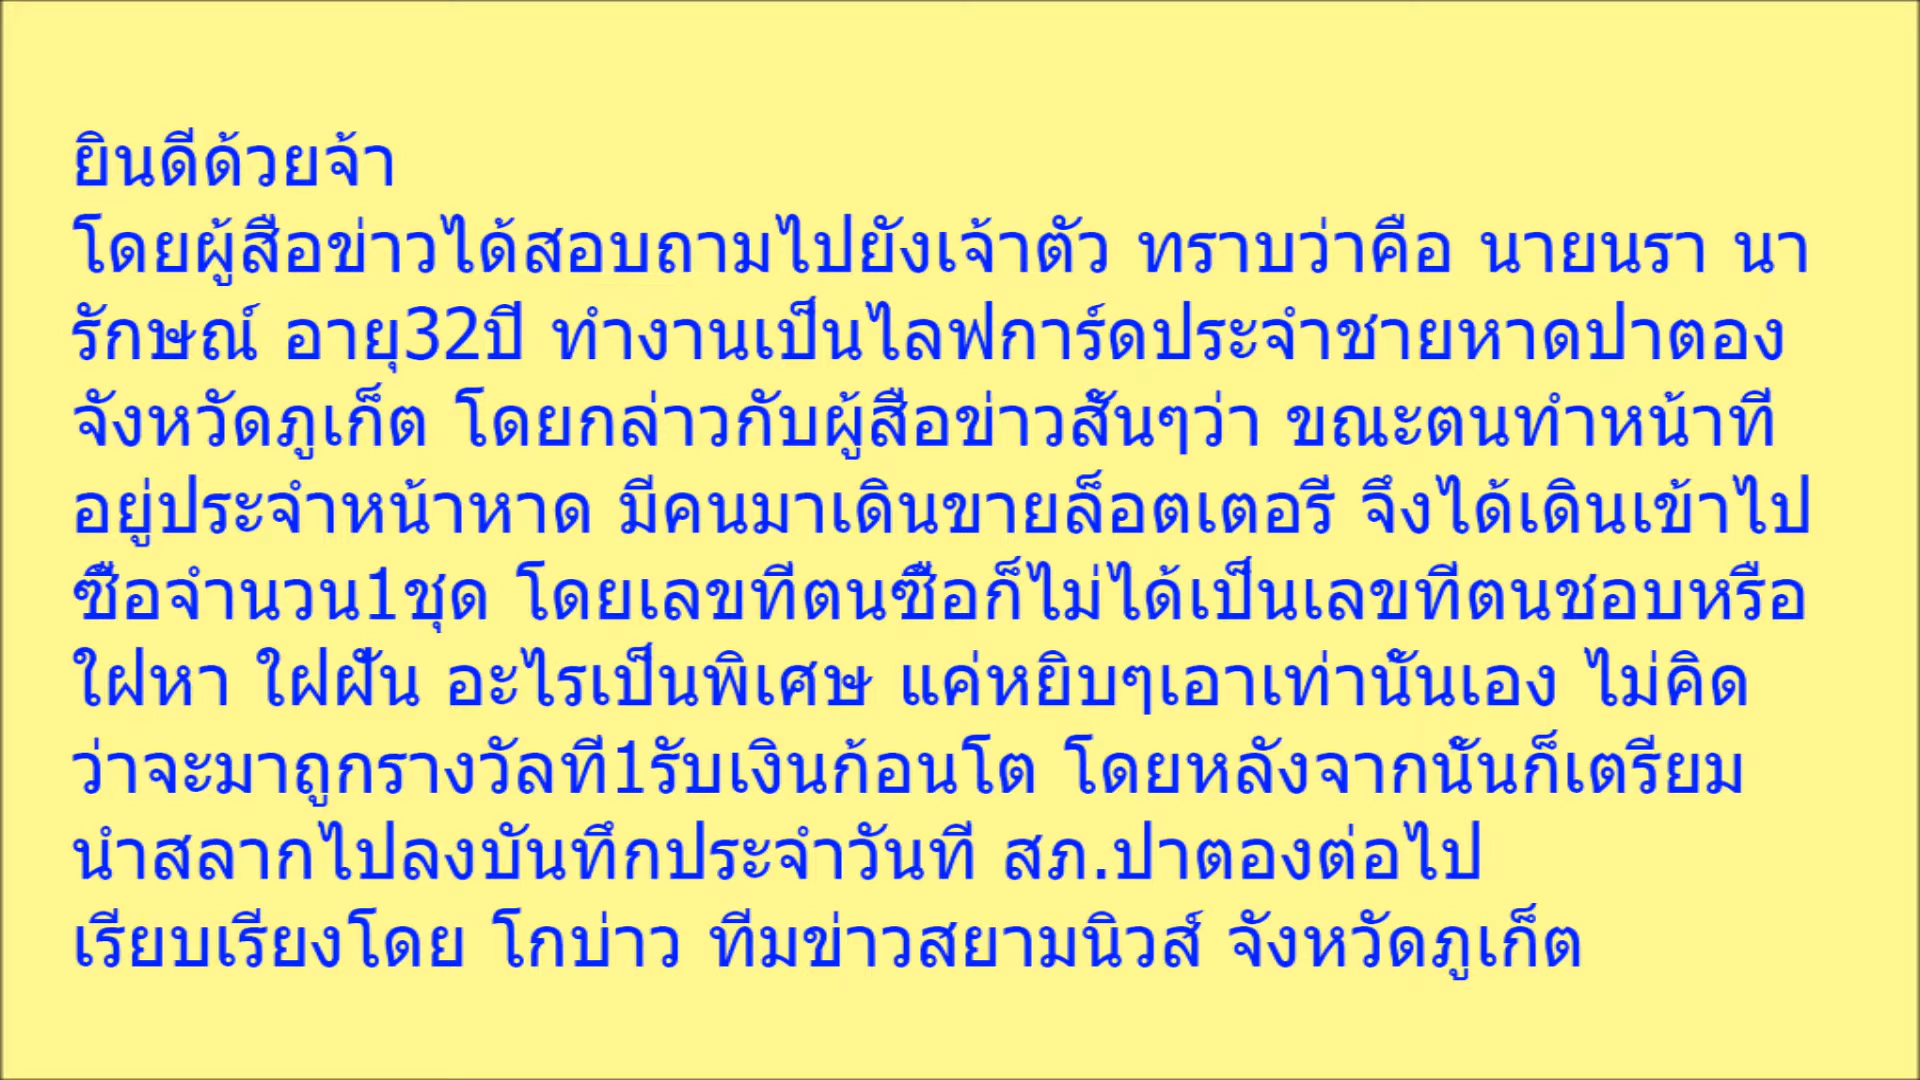 ยินดีด้วยจ้า
โดยผู้สื่อข่าวได้สอบถามไปยังเจ้าตัว ทราบว่าคือ นายนรา นา
รักษณ์ อายุ32ปี ทำงานเป็นไลฟการ์ดประจำชายหาดปาตอง
จังหวัดภูเก็ต โดยกล่าวกับผู้สื่อข่าวสั้นๆว่า ขณะตนทำหน้าที่
อยู่ประจำหน้าหาด มีคนมาเดินขายล็อตเตอรี่ จึงได้เดินเข้าไป
ซื้อจำนวน1ชุด โดยเลขที่ตนซื้อก็ไม่ได้เป็นเลขที่ตนชอบหรือ
ใฝ่หา ใฝ่ฝัน อะไรเป็นพิเศษ แค่หยิบๆเอาเท่านั้นเอง ไม่คิด
ว่าจะมาถูกรางวัลที่1รับเงินก้อนโต โดยหลังจากนั้นก็เตรียม
นำสลากไปลงบันทึกประจำวันที่ สภ.ป่าตองต่อไป
เรียบเรียงโดย โกบ่าว ทีมข่าวสยามนิวส์ จังหวัดภูเก็ต